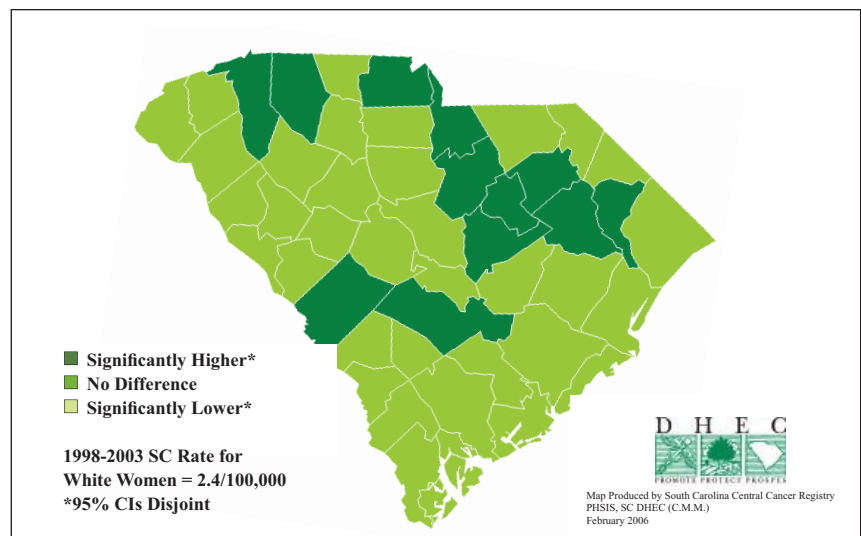 Significantly Higher*
No Difference
Significantly Lower*
1998-2003 SC Rate for
White Women = 2.4/100,000
*95% CIs Disjoint
D H E C
PROMOTE PROTECT PROSPER
Map Produced by South Carolina Central Cancer Registry
PHSIS, SC DHEC (C.M.M.)
February 2006